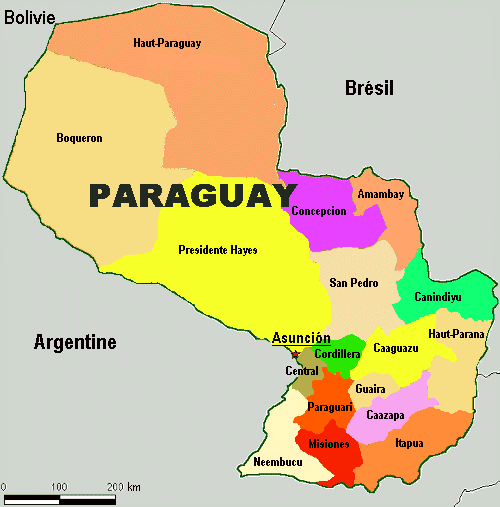 Bolivie
Haut-Paraguay
Brésil
Boqueron
PARAGUAY
Amambay
Concepcion
Presidente Hayes
San Pedro
Canindiyu
Haut-Parana
Argentine
Asunción
Cordillera
Caaguazu
Central
Guaira
Paraguari
Caazapa
Misiones
Itapua
Neembucu
0 100 200 km